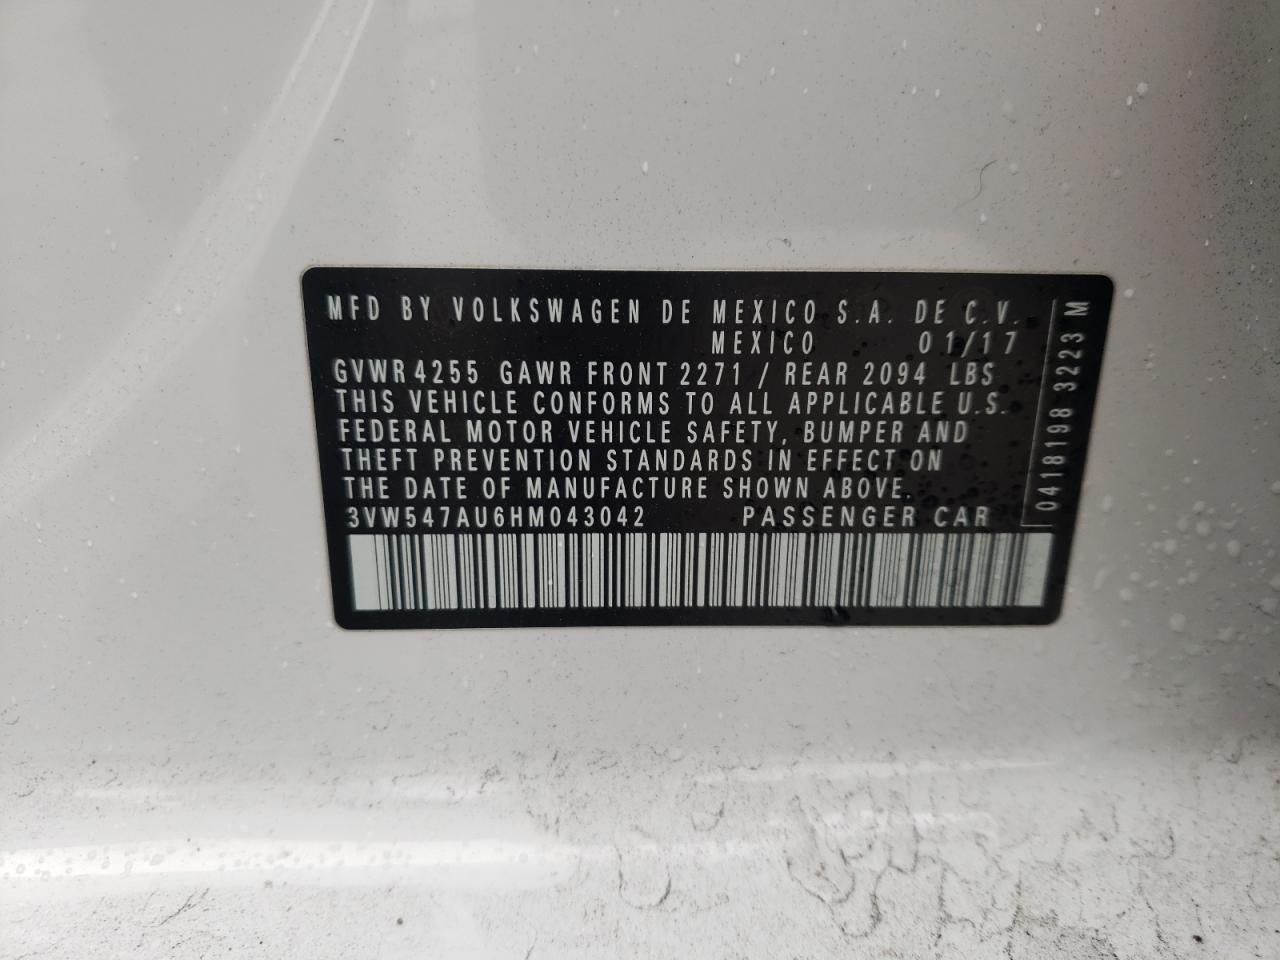 MFD BY VOLKSWAGEN DE MEXICO S.A. DE C.V.
MEXICO 01/17
GVWR 4255 GAWR FRONT 2271 / REAR 2094 LBS
THIS VEHICLE CONFORMS TO ALL APPLICABLE U.S.
FEDERAL MOTOR VEHICLE SAFETY, BUMPER AND
THEFT PREVENTION STANDARDS IN EFFECT ON
THE DATE OF MANUFACTURE SHOWN ABOVE.
3VW547AU6HM043042 PASSENGER CAR
0418198 3223 M